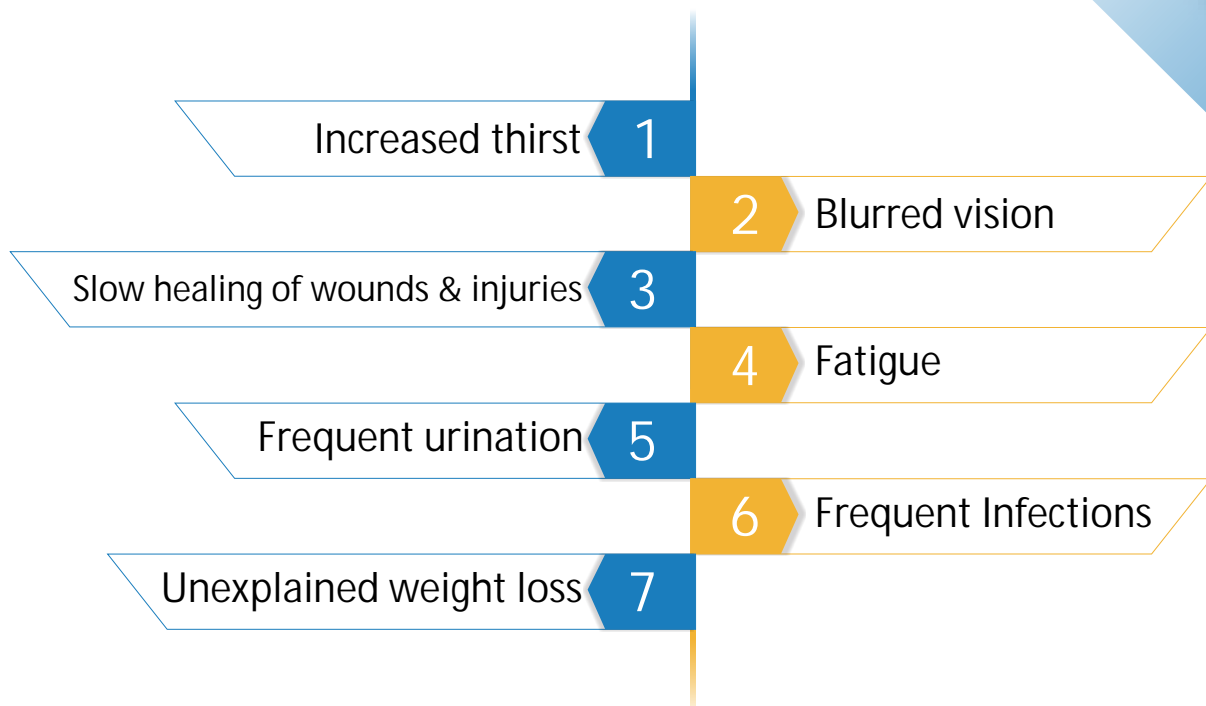 Increased thirst 1
2 Blurred vision
Slow healing of wounds & injuries 3
4 Fatigue
Frequent urination 5
6 Frequent Infections
Unexplained weight loss 7